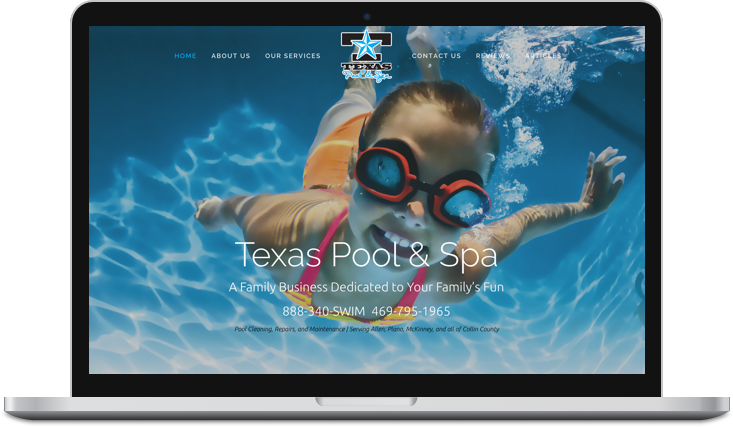 HOME ABOUT US OUR SERVICES CONTACT US REVIEWS ARTICLES
T
TEXAS
Pool & Spa
Texas Pool & Spa
A Family Business Dedicated to Your Family's Fun
888-340-SWIM 469-795-1965
Pool Cleaning, Repairs, and Maintenance | Serving Allen, Plano, McKinney, and all of Collin County